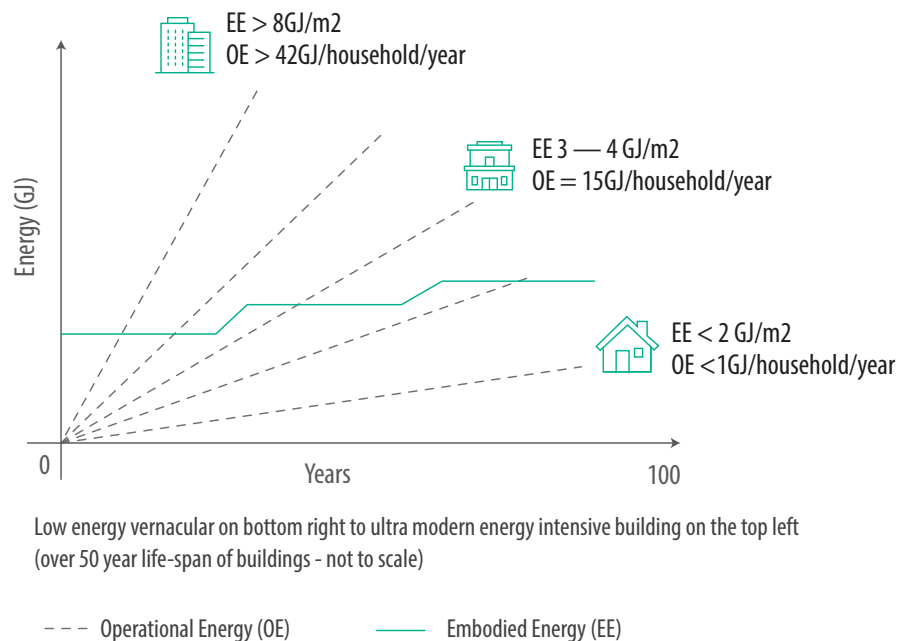 EE > 8GJ/m2
OE > 42GJ/household/year
EE 3 — 4 GJ/m2
OE = 15GJ/household/year
Energy (GJ)
EE < 2 GJ/m2
OE <1GJ/household/year
0
Years
100
Low energy vernacular on bottom right to ultra modern energy intensive building on the top left
(over 50 year life-span of buildings - not to scale)
Operational Energy (OE)
Embodied Energy (EE)